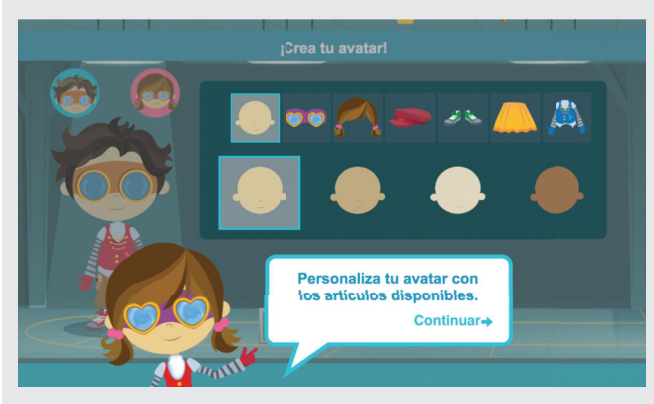 ¡Crea tu avatar!
Personaliza tu avatar con
los artículos disponibles.
Continuar→